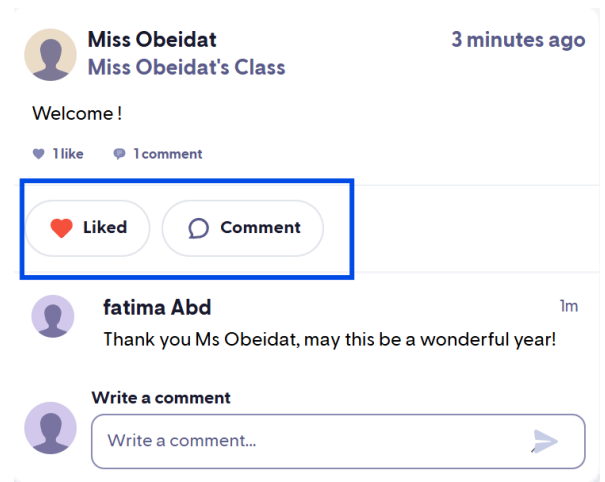 Miss Obeidat 3 minutes ago
Miss Obeidat's Class
Welcome !
1 like 1 comment
Liked Comment
fatima Abd 1m
Thank you Ms Obeidat, may this be a wonderful year!
Write a comment
Write a comment...